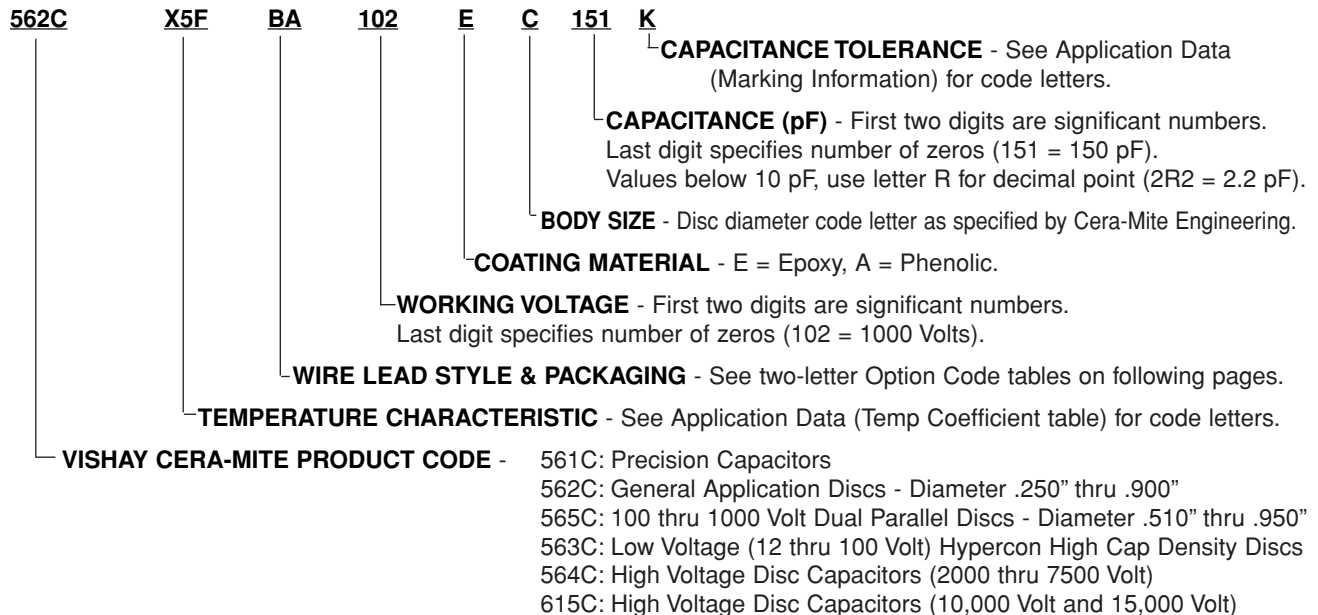 562C X5F BA 102 E C 151 K
CAPACITANCE TOLERANCE - See Application Data
(Marking Information) for code letters.
CAPACITANCE (pF) - First two digits are significant numbers.
Last digit specifies number of zeros (151 = 150 pF).
Values below 10 pF, use letter R for decimal point (2R2 = 2.2 pF).
BODY SIZE - Disc diameter code letter as specified by Cera-Mite Engineering.
COATING MATERIAL - E = Epoxy, A = Phenolic.
WORKING VOLTAGE - First two digits are significant numbers.
Last digit specifies number of zeros (102 = 1000 Volts).
WIRE LEAD STYLE & PACKAGING - See two-letter Option Code tables on following pages.
TEMPERATURE CHARACTERISTIC - See Application Data (Temp Coefficient table) for code letters.
VISHAY CERA-MITE PRODUCT CODE - 561C: Precision Capacitors
562C: General Application Discs - Diameter .250” thru .900”
565C: 100 thru 1000 Volt Dual Parallel Discs - Diameter .510” thru .950”
563C: Low Voltage (12 thru 100 Volt) Hypercon High Cap Density Discs
564C: High Voltage Disc Capacitors (2000 thru 7500 Volt)
615C: High Voltage Disc Capacitors (10,000 Volt and 15,000 Volt)